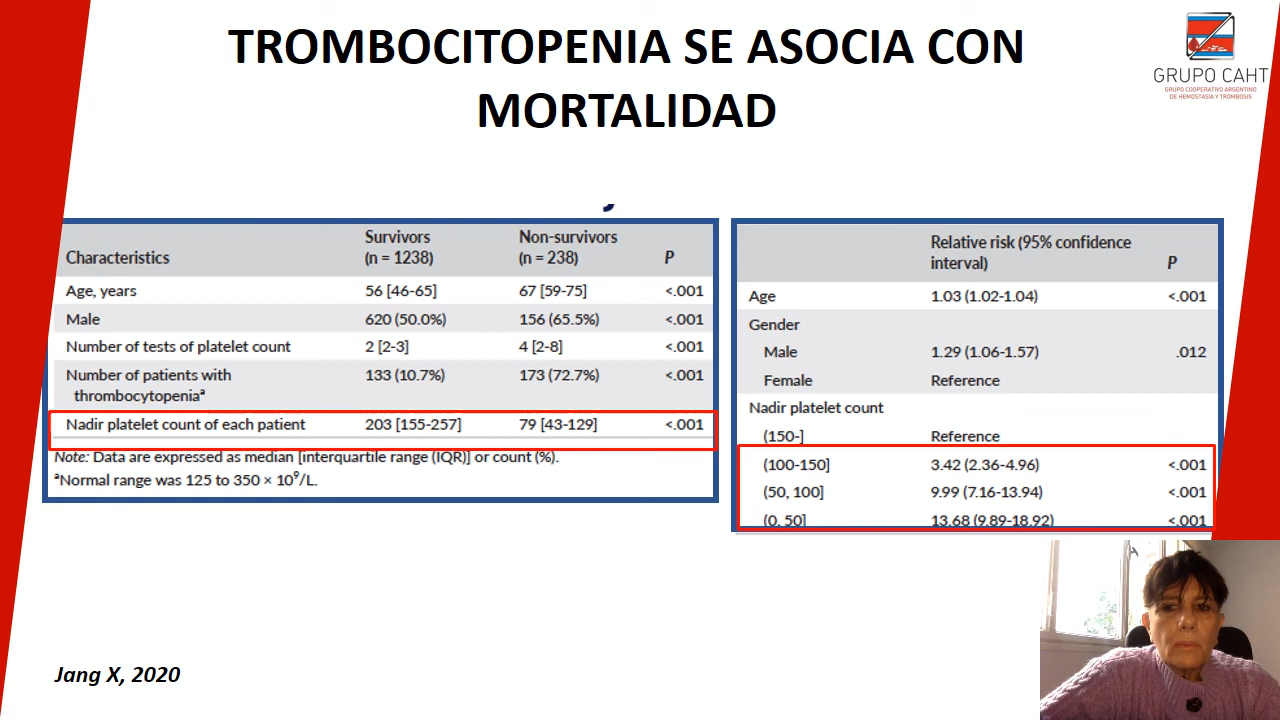 TROMBOCITOPENIA SE ASOCIA CON
MORTALIDAD
GRUPO CAHT
GRUPO COOPERATIVO ARGENTINO
DE HEMOSTASIA Y TROMBOSIS
Characteristics Survivors (n = 1238) Non-survivors (n = 238) P
Age, years 56 [46-65] 67 [59-75] <.001
Male 620 (50.0%) 156 (65.5%) <.001
Number of tests of platelet count 2 [2-3] 4 [2-8] <.001
Number of patients with thrombocytopeniaᵃ 133 (10.7%) 173 (72.7%) <.001
Nadir platelet count of each patient 203 [155-257] 79 [43-129] <.001
Note: Data are expressed as median [interquartile range (IQR)] or count (%).
ᵃNormal range was 125 to 350 × 10⁹/L.
Relative risk (95% confidence interval) P
Age 1.03 (1.02-1.04) <.001
Gender
Male 1.29 (1.06-1.57) .012
Female Reference
Nadir platelet count
(150-] Reference
(100-150] 3.42 (2.36-4.96) <.001
(50, 100] 9.99 (7.16-13.94) <.001
(0, 50] 13.68 (9.89-18.92) <.001
Jang X, 2020